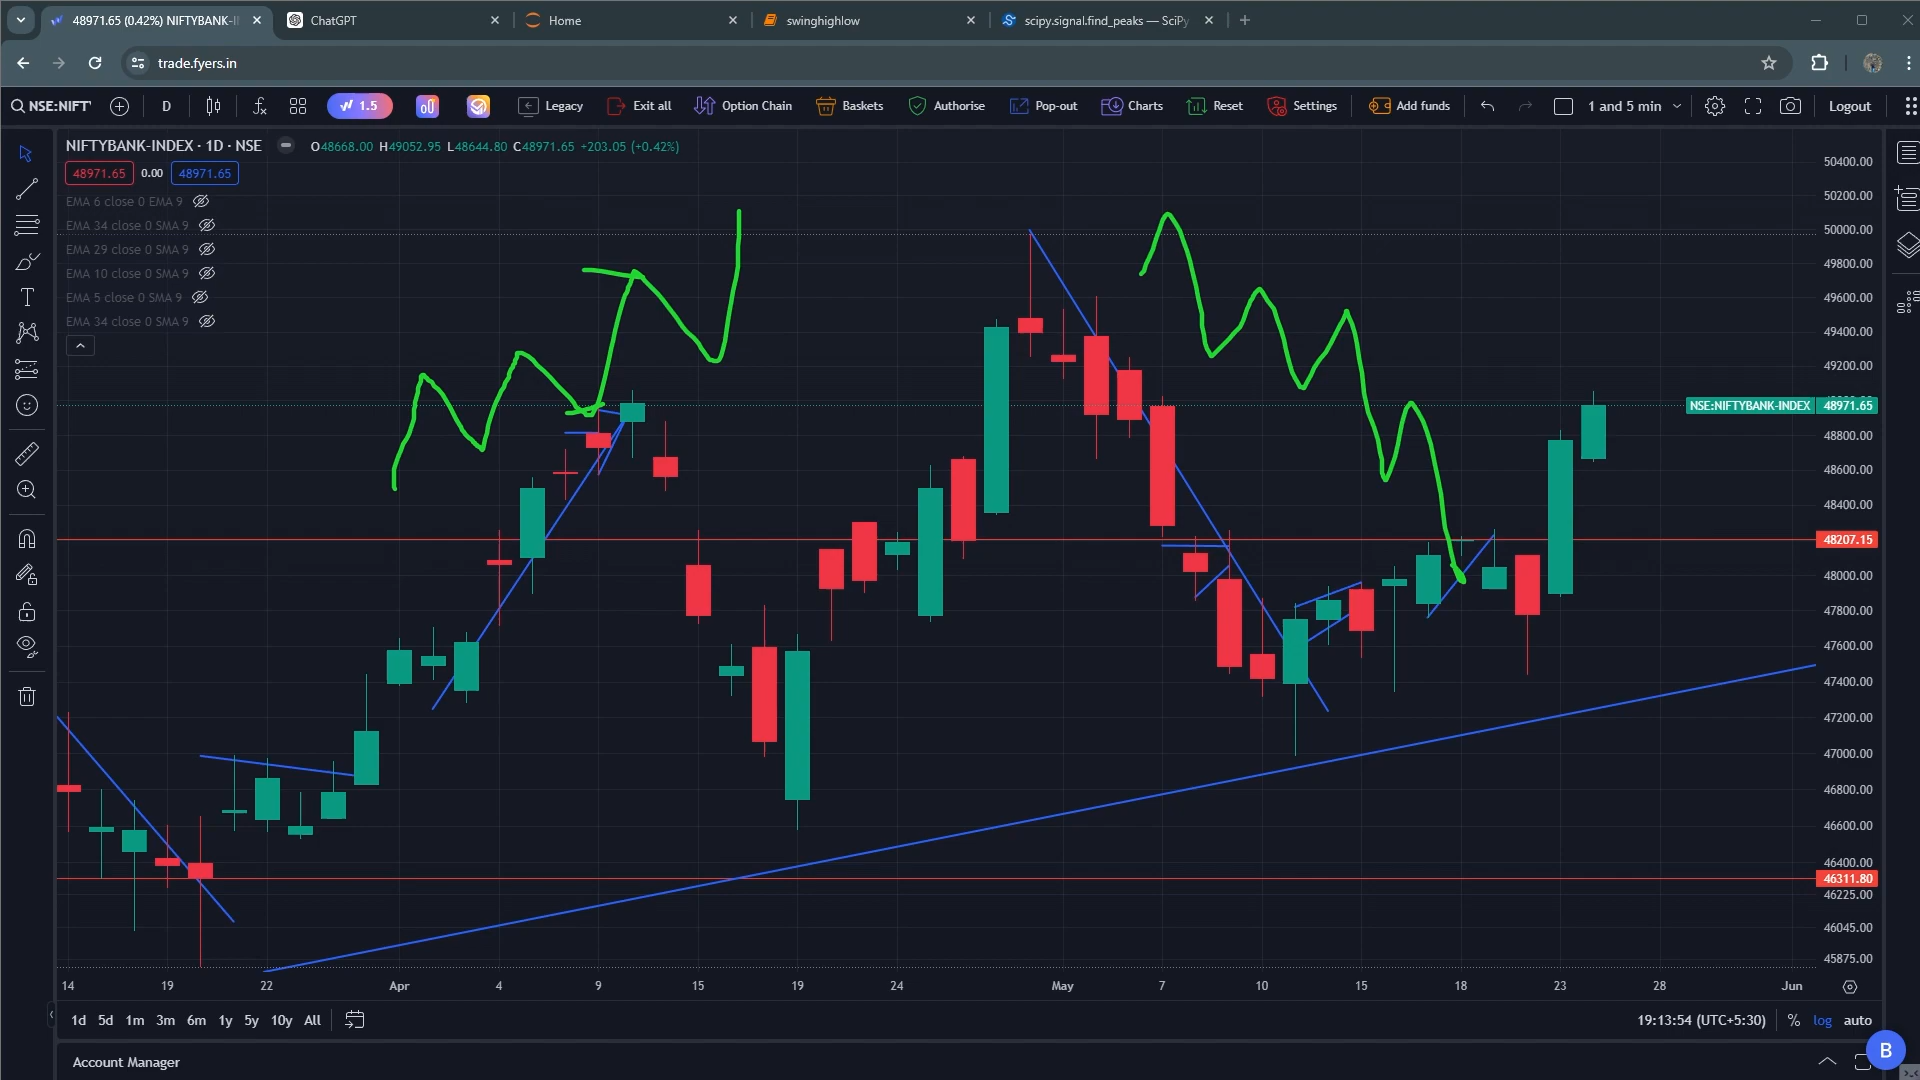 48971.65 (0.42%) NIFTYBANK-I
ChatGPT
Home
swinghighlow
scipy.signal.find_peaks — SciPy
trade.fyers.in
NSE:NIFT
D
1.5
Legacy
Exit all
Option Chain
Baskets
Authorise
Pop-out
Charts
Reset
Settings
Add funds
1 and 5 min
Logout
NIFTYBANK-INDEX · 1D · NSE
O48668.00 H49052.95 L48644.80 C48971.65 +203.05 (+0.42%)
48971.65 0.00 48971.65
EMA 6 close 0 EMA 9
EMA 34 close 0 SMA 9
EMA 29 close 0 SMA 9
EMA 10 close 0 SMA 9
EMA 5 close 0 SMA 9
EMA 34 close 0 SMA 9
50400.00
50200.00
50000.00
49800.00
49600.00
49400.00
49200.00
NSE:NIFTYBANK-INDEX 48971.65
48800.00
48600.00
48400.00
48207.15
48000.00
47800.00
47600.00
47400.00
47200.00
47000.00
46800.00
46600.00
46400.00
46311.80
46225.00
46045.00
45875.00
14 19 22 Apr 4 9 15 19 24 May 7 10 15 18 23 28 Jun
1d 5d 1m 3m 6m 1y 5y 10y All
19:13:54 (UTC+5:30) % log auto
Account Manager
B